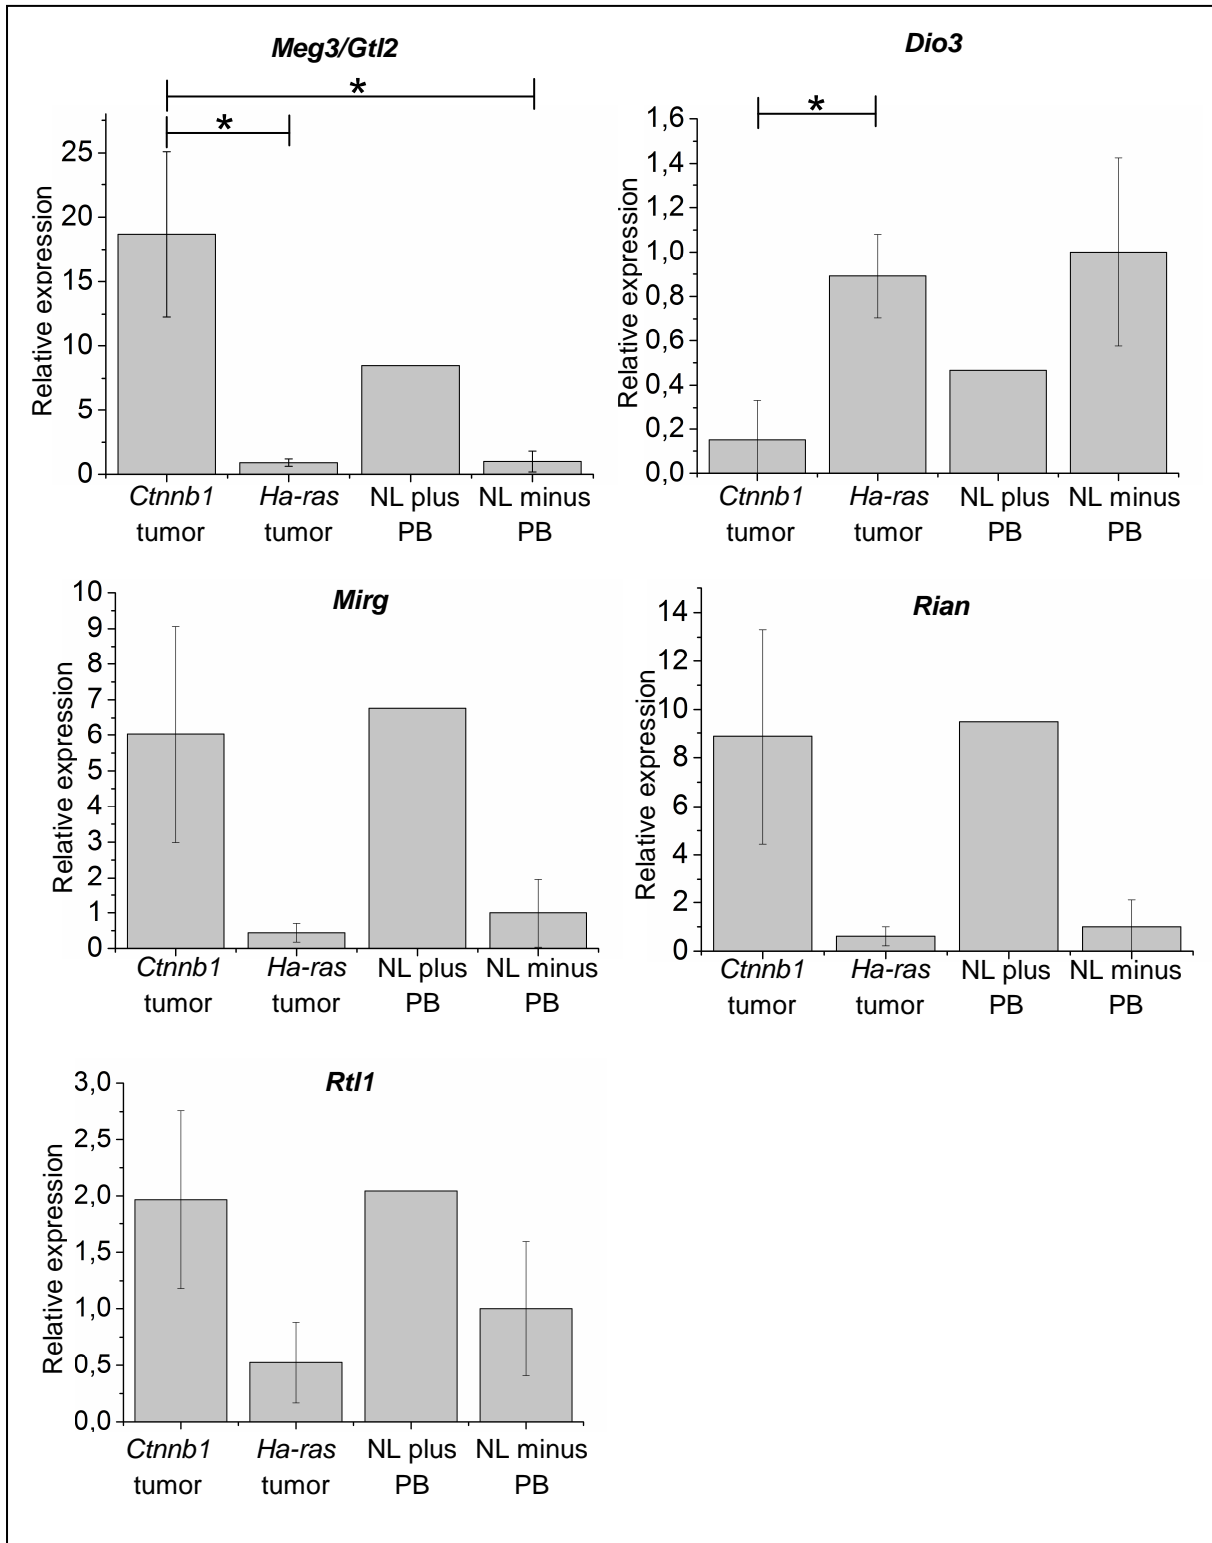 Meg3/Gtl2
*
*
Relative expression
25
20
15
10
5
0
Ctnnb1 Ha-ras NL plus NL minus
tumor tumor PB PB
Dio3
*
Relative expression
1,6
1,4
1,2
1,0
0,8
0,6
0,4
0,2
0,0
Ctnnb1 Ha-ras NL plus NL minus
tumor tumor PB PB
Mirg
Relative expression
10
9
8
7
6
5
4
3
2
1
0
Ctnnb1 Ha-ras NL plus NL minus
tumor tumor PB PB
Rian
Relative expression
14
12
10
8
6
4
2
0
Ctnnb1 Ha-ras NL plus NL minus
tumor tumor PB PB
Rtl1
Relative expression
3,0
2,5
2,0
1,5
1,0
0,5
0,0
Ctnnb1 Ha-ras NL plus NL minus
tumor tumor PB PB